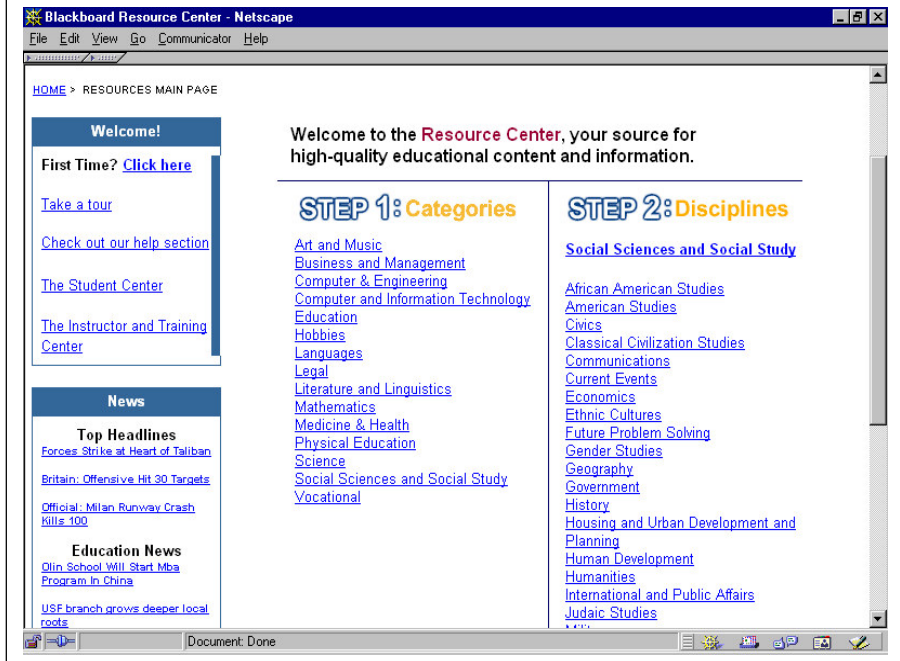 Blackboard Resource Center - Netscape
File Edit View Go Communicator Help
HOME > RESOURCES MAIN PAGE
Welcome!
First Time? Click here
Take a tour
Check out our help section
The Student Center
The Instructor and Training
Center
News
Top Headlines
Forces Strike at Heart of Taliban
Britain: Offensive Hit 30 Targets
Official: Milan Runway Crash
Kills 100
Education News
Olin School Will Start Mba
Program In China
USF branch grows deeper local
roots
Welcome to the Resource Center, your source for
high-quality educational content and information.
STEP 1: Categories
Art and Music
Business and Management
Computer & Engineering
Computer and Information Technology
Education
Hobbies
Languages
Legal
Literature and Linguistics
Mathematics
Medicine & Health
Physical Education
Science
Social Sciences and Social Study
Vocational
STEP 2: Disciplines
Social Sciences and Social Study
African American Studies
American Studies
Civics
Classical Civilization Studies
Communications
Current Events
Economics
Ethnic Cultures
Future Problem Solving
Gender Studies
Geography
Government
History
Housing and Urban Development and
Planning
Human Development
Humanities
International and Public Affairs
Judaic Studies
Document: Done